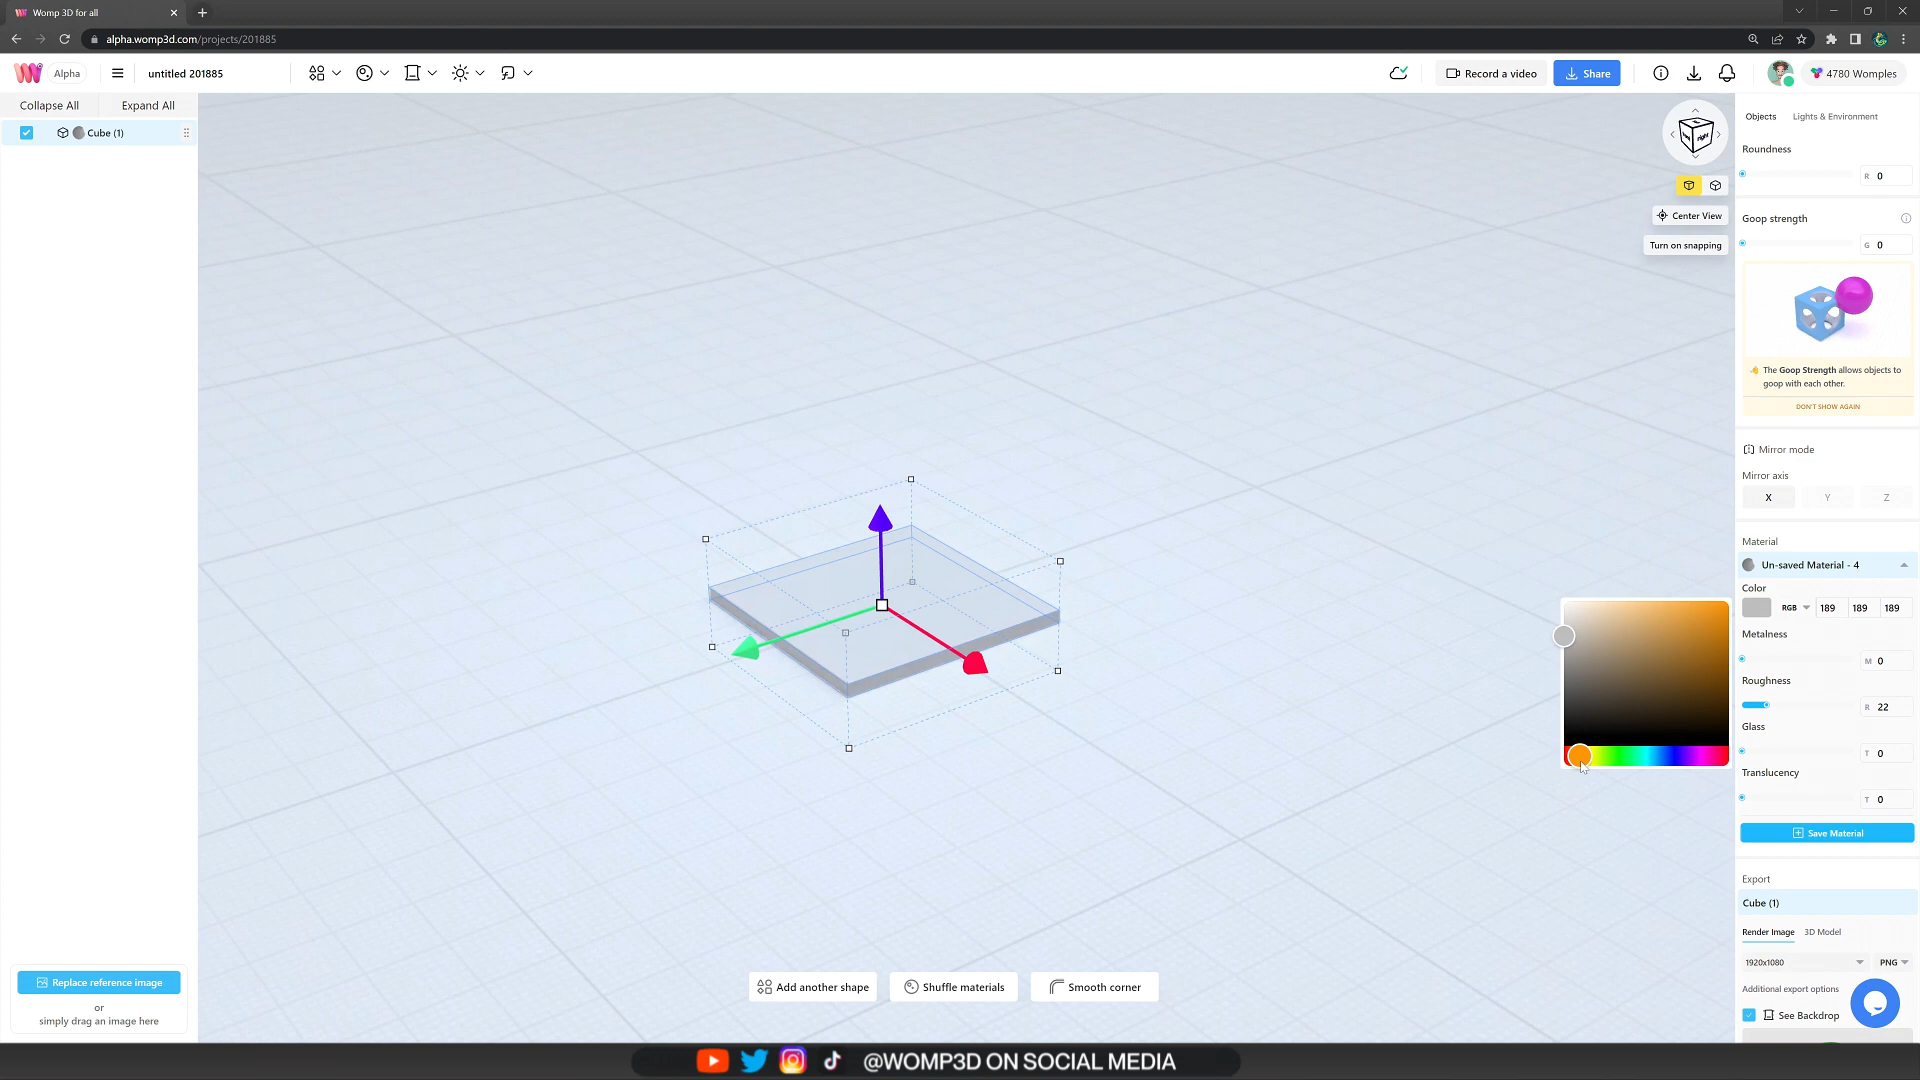 Womp 3D for all
alpha.womp3d.com/projects/201885
Alpha
untitled 201885
Record a video
Share
4780 Womples
Collapse All
Expand All
Cube (1)
Objects
Lights & Environment
Roundness
R 0
right
Center View
Turn on snapping
Goop strength
G 0
The Goop Strength allows objects to
goop with each other.
DON'T SHOW AGAIN
Mirror mode
Mirror axis
X
Y
Z
Material
Un-saved Material - 4
Color
RGB
189
189
189
Metalness
M 0
Roughness
R 22
Glass
T 0
Translucency
T 0
Save Material
Export
Cube (1)
Render Image
3D Model
1920x1080
PNG
Additional export options
See Backdrop
Replace reference image
or
simply drag an image here
Add another shape
Shuffle materials
Smooth corner
@WOMP3D ON SOCIAL MEDIA